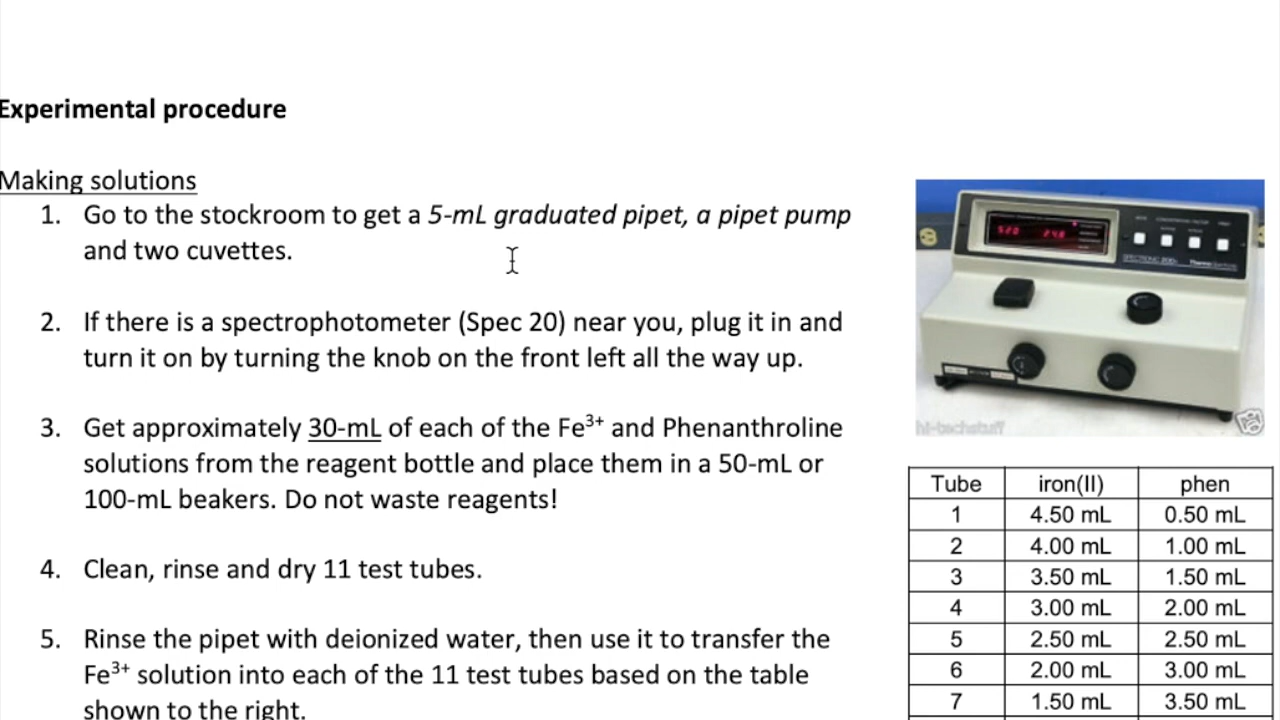 Experimental procedure
Making solutions
1. Go to the stockroom to get a 5-mL graduated pipet, a pipet pump
and two cuvettes.
2. If there is a spectrophotometer (Spec 20) near you, plug it in and
turn it on by turning the knob on the front left all the way up.
3. Get approximately 30-mL of each of the Fe³⁺ and Phenanthroline
solutions from the reagent bottle and place them in a 50-mL or
100-mL beakers. Do not waste reagents!
4. Clean, rinse and dry 11 test tubes.
5. Rinse the pipet with deionized water, then use it to transfer the
Fe³⁺ solution into each of the 11 test tubes based on the table
shown to the right.
520 24.8
hi-techstuff
Tube iron(II) phen
1 4.50 mL 0.50 mL
2 4.00 mL 1.00 mL
3 3.50 mL 1.50 mL
4 3.00 mL 2.00 mL
5 2.50 mL 2.50 mL
6 2.00 mL 3.00 mL
7 1.50 mL 3.50 mL